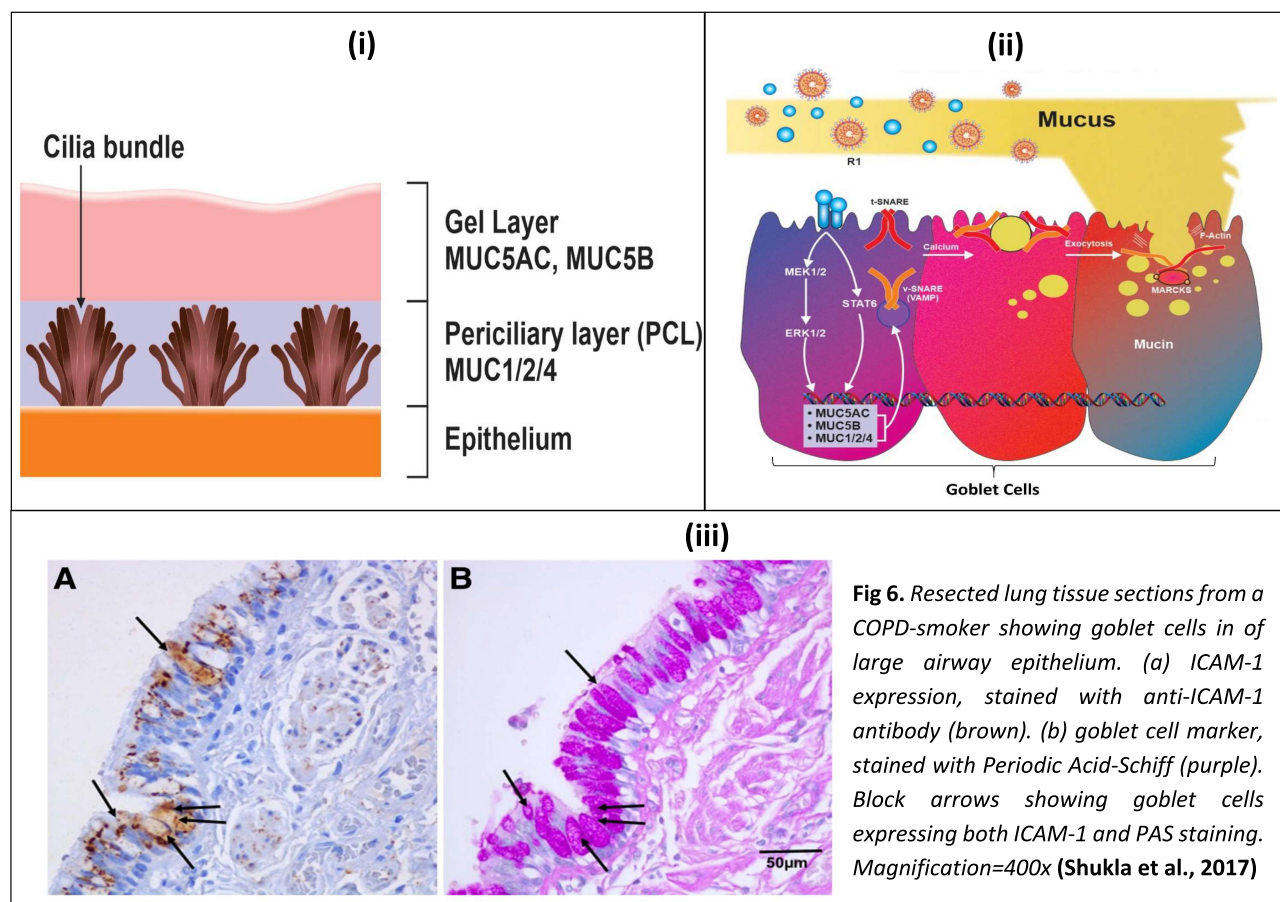 (i)
Cilia bundle
Gel Layer
MUC5AC, MUC5B
Periciliary layer (PCL)
MUC1/2/4
Epithelium
(ii)
Mucus
R1
t-SNARE
Calcium
Exocytosis
F-Actin
MEK1/2
STAT6
v-SNARE
(VAMP)
MARCKS
ERK1/2
Mucin
• MUC5AC
• MUC5B
• MUC1/2/4
Goblet Cells
(iii)
A
B
50µm
Fig 6. Resected lung tissue sections from a
COPD-smoker showing goblet cells in of
large airway epithelium. (a) ICAM-1
expression, stained with anti-ICAM-1
antibody (brown). (b) goblet cell marker,
stained with Periodic Acid-Schiff (purple).
Block arrows showing goblet cells
expressing both ICAM-1 and PAS staining.
Magnification=400x (Shukla et al., 2017)